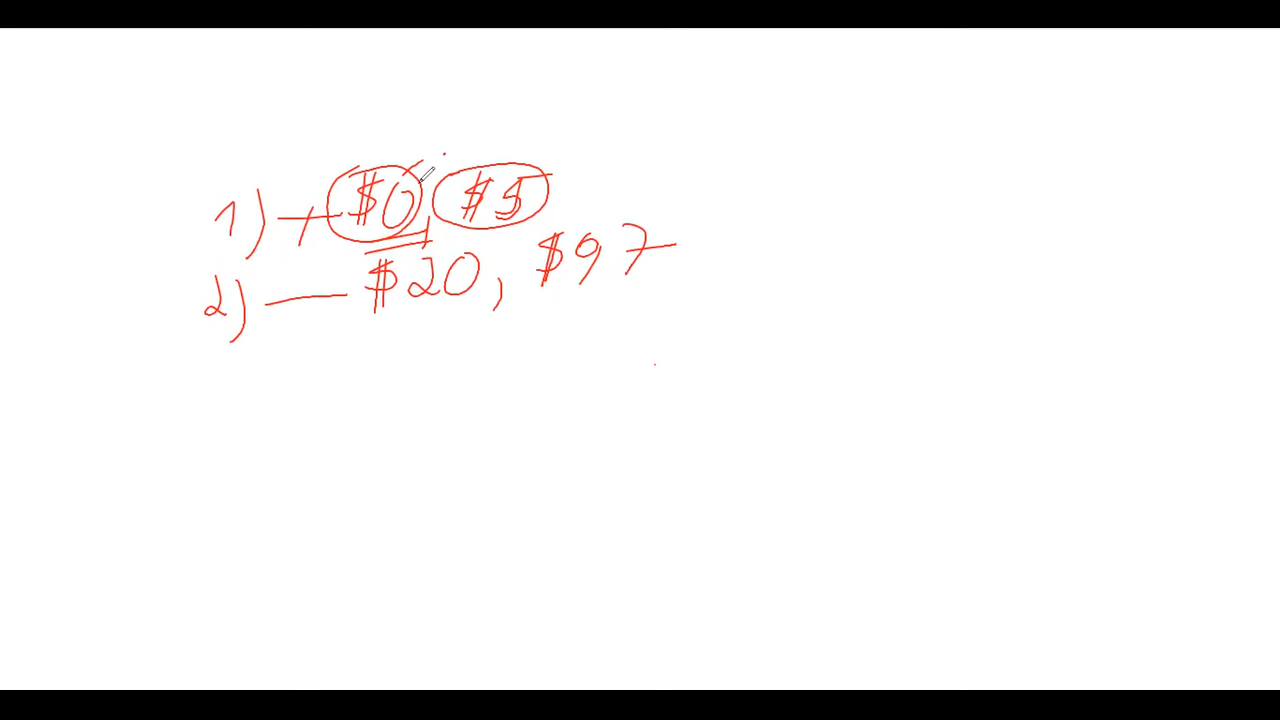 1) + $0, $5
2) — $20, $97